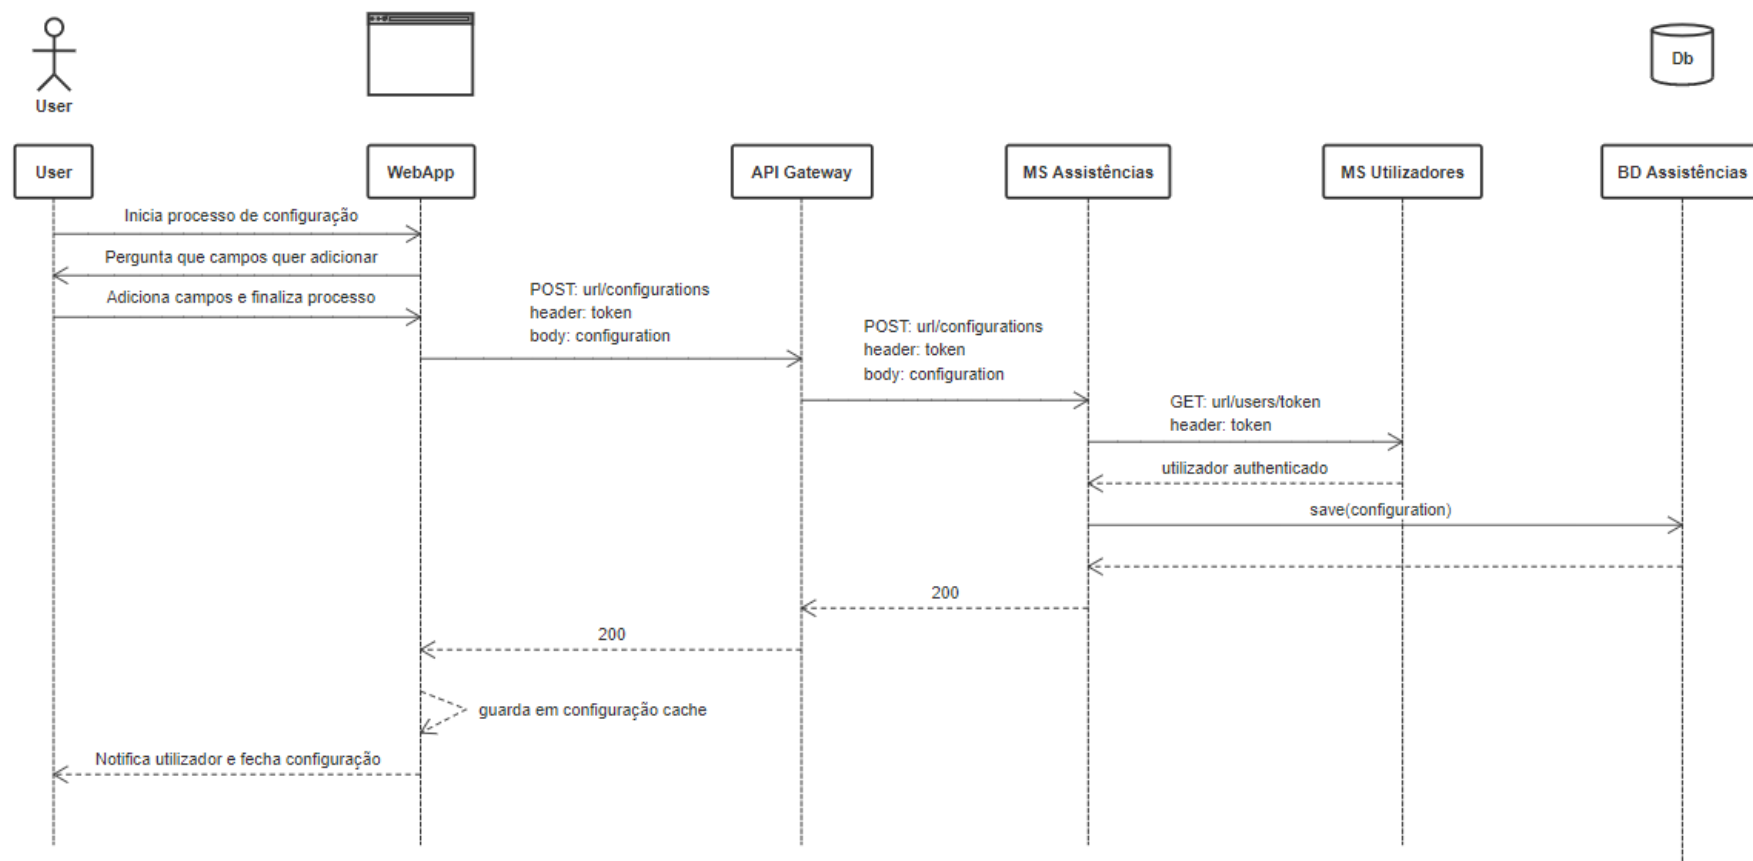 User
Db
User
WebApp
API Gateway
MS Assistências
MS Utilizadores
BD Assistências
Inicia processo de configuração
Pergunta que campos quer adicionar
Adiciona campos e finaliza processo
POST: url/configurations
header: token
body: configuration
POST: url/configurations
header: token
body: configuration
GET: url/users/token
header: token
utilizador authenticado
save(configuration)
200
200
guarda em configuração cache
Notifica utilizador e fecha configuração